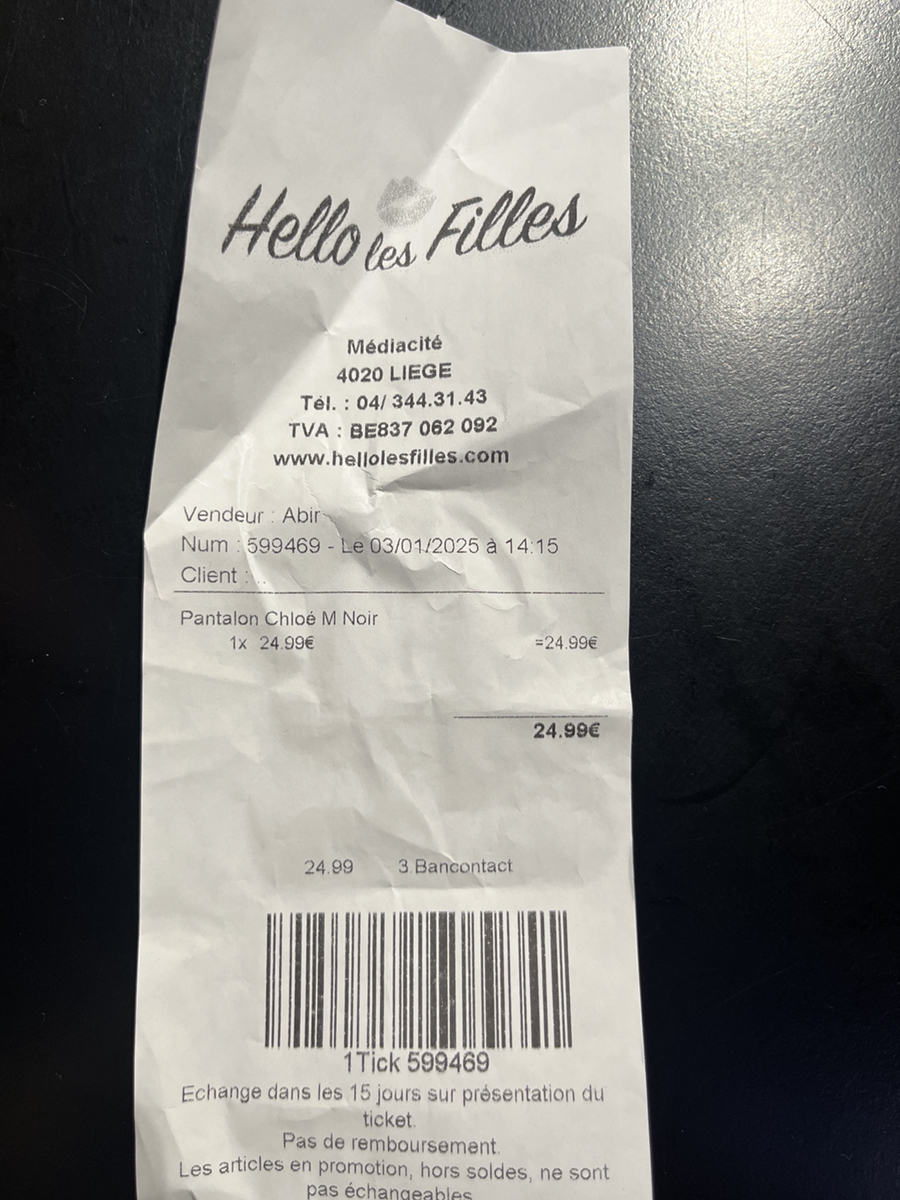 Hello les Filles
Médiacité
4020 LIEGE
Tél. : 04/ 344.31.43
TVA : BE837 062 092
www.hellolesfilles.com
Vendeur : Abir
Num : 599469 - Le 03/01/2025 à 14:15
Client : ..
Pantalon Chloé M Noir
1x 24.99€ =24.99€
24.99€
24.99 3.Bancontact
1Tick 599469
Echange dans les 15 jours sur présentation du
ticket.
Pas de remboursement.
Les articles en promotion, hors soldes, ne sont
pas échangeables